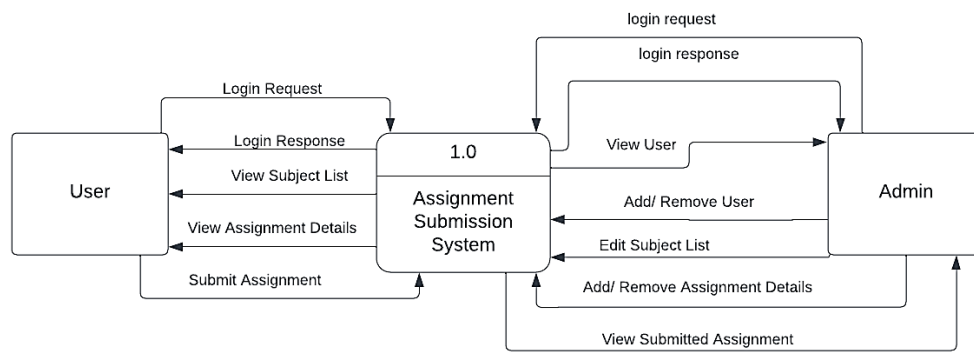 login request
login response
Login Request
Login Response
View Subject List
View Assignment Details
Submit Assignment
User
1.0
Assignment
Submission
System
View User
Add/ Remove User
Edit Subject List
Add/ Remove Assignment Details
View Submitted Assignment
Admin